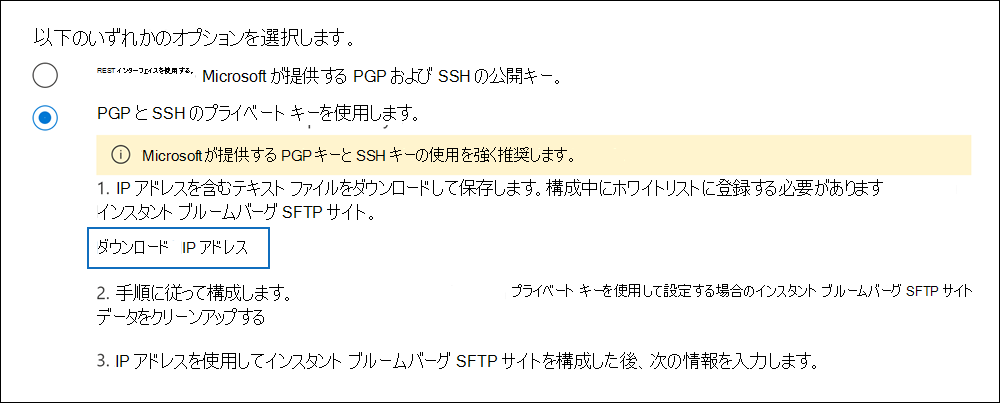 以下のいずれかのオプションを選択します。
REST インターフェイスを使用する。 Microsoft が提供する PGP および SSH の公開キー。
PGP と SSH のプライベート キーを使用します。
Microsoft が提供する PGP キーと SSH キーの使用を強く推奨します。
1. IP アドレスを含むテキスト ファイルをダウンロードして保存します。構成中にホワイトリストに登録する必要があります
インスタント ブルームバーグ SFTP サイト。
ダウンロード IP アドレス
2. 手順に従って構成します。 プライベート キーを使用して設定する場合のインスタント ブルームバーグ SFTP サイト
データをクリーンアップする
3. IP アドレスを使用してインスタント ブルームバーグ SFTP サイトを構成した後、次の情報を入力します。